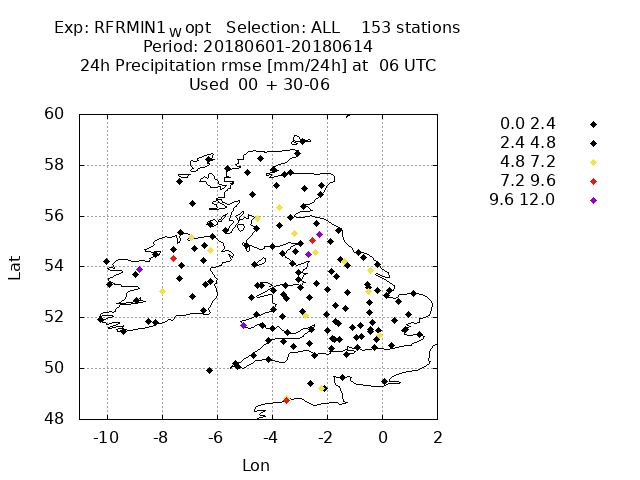 Exp: RFRMIN1wopt Selection: ALL 153 stations
Period: 20180601-20180614
24h Precipitation rmse [mm/24h] at 06 UTC
Used 00 + 30-06
0.0 2.4
2.4 4.8
4.8 7.2
7.2 9.6
9.6 12.0
60
58
56
54
52
50
48
Lat
-10 -8 -6 -4 -2 0 2
Lon